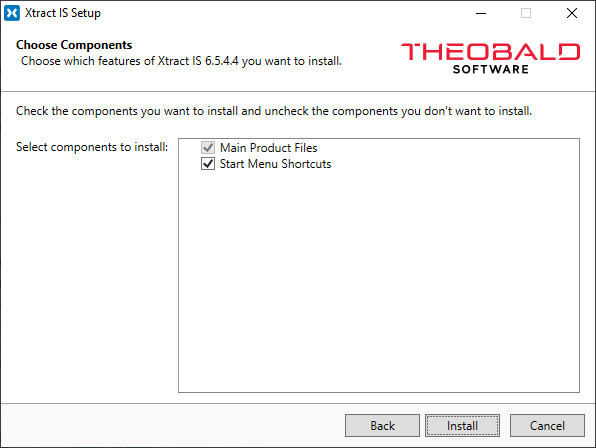 Xtract IS Setup
Choose Components
Choose which features of Xtract IS 6.5.4.4 you want to install.
THEOBALD
SOFTWARE
Check the components you want to install and uncheck the components you don't want to install.
Select components to install:
Main Product Files
Start Menu Shortcuts
Back
Install
Cancel